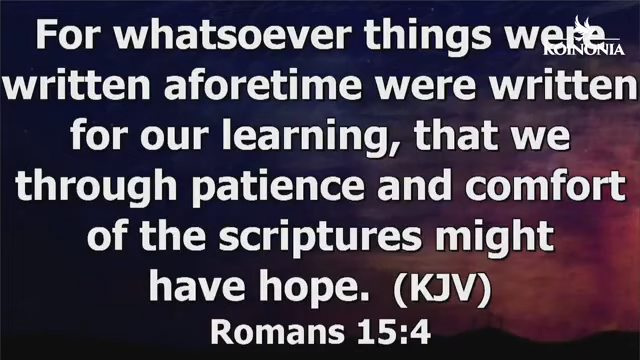 KOINONIA
For whatsoever things were
written aforetime were written
for our learning, that we
through patience and comfort
of the scriptures might
have hope. (KJV)
Romans 15:4